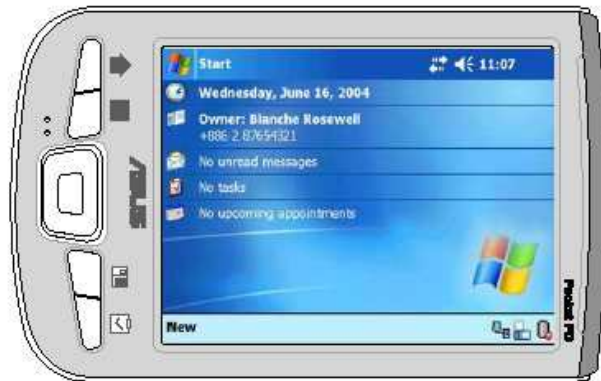 Start
11:07
Wednesday, June 16, 2004
Owner: Blanche Rosewell
+886 2 87654321
No unread messages
No tasks
No upcoming appointments
New
ASUS
Pocket PC